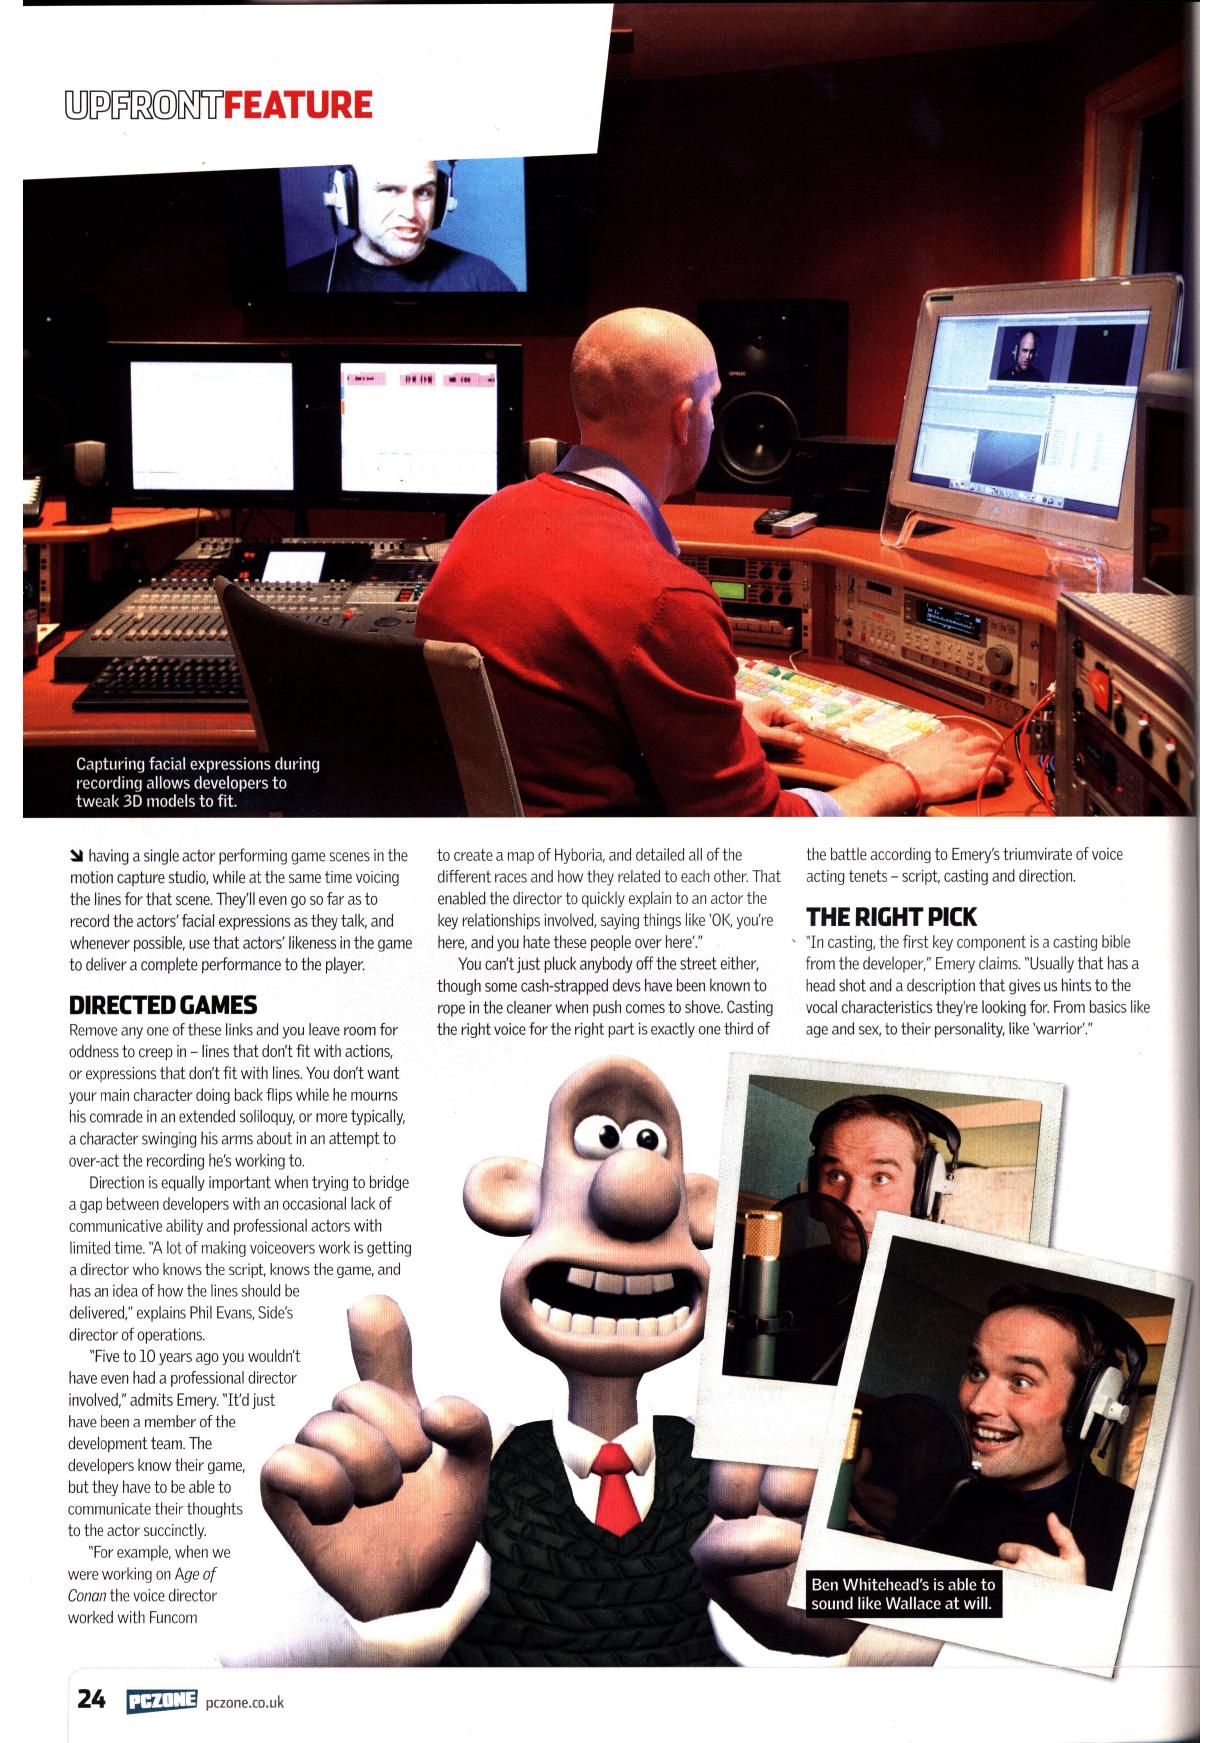 UPFRONTFEATURE
Capturing facial expressions during
recording allows developers to
tweak 3D models to fit.
having a single actor performing game scenes in the
motion capture studio, while at the same time voicing
the lines for that scene. They'll even go so far as to
record the actors' facial expressions as they talk, and
whenever possible, use that actors' likeness in the game
to deliver a complete performance to the player.
DIRECTED GAMES
Remove any one of these links and you leave room for
oddness to creep in – lines that don't fit with actions,
or expressions that don't fit with lines. You don't want
your main character doing back flips while he mourns
his comrade in an extended soliloquy, or more typically,
a character swinging his arms about in an attempt to
over-act the recording he's working to.
Direction is equally important when trying to bridge
a gap between developers with an occasional lack of
communicative ability and professional actors with
limited time. "A lot of making voiceovers work is getting
a director who knows the script, knows the game, and
has an idea of how the lines should be
delivered," explains Phil Evans, Side's
director of operations.
"Five to 10 years ago you wouldn't
have even had a professional director
involved," admits Emery. "It'd just
have been a member of the
development team. The
developers know their game,
but they have to be able to
communicate their thoughts
to the actor succinctly.
"For example, when we
were working on Age of
Conan the voice director
worked with Funcom
to create a map of Hyboria, and detailed all of the
different races and how they related to each other. That
enabled the director to quickly explain to an actor the
key relationships involved, saying things like 'OK, you're
here, and you hate these people over here'."
You can't just pluck anybody off the street either,
though some cash-strapped devs have been known to
rope in the cleaner when push comes to shove. Casting
the right voice for the right part is exactly one third of
the battle according to Emery's triumvirate of voice
acting tenets – script, casting and direction.
THE RIGHT PICK
"In casting, the first key component is a casting bible
from the developer," Emery claims. "Usually that has a
head shot and a description that gives us hints to the
vocal characteristics they're looking for. From basics like
age and sex, to their personality, like 'warrior'."
Ben Whitehead's is able to
sound like Wallace at will.
24 PCZONE pczone.co.uk